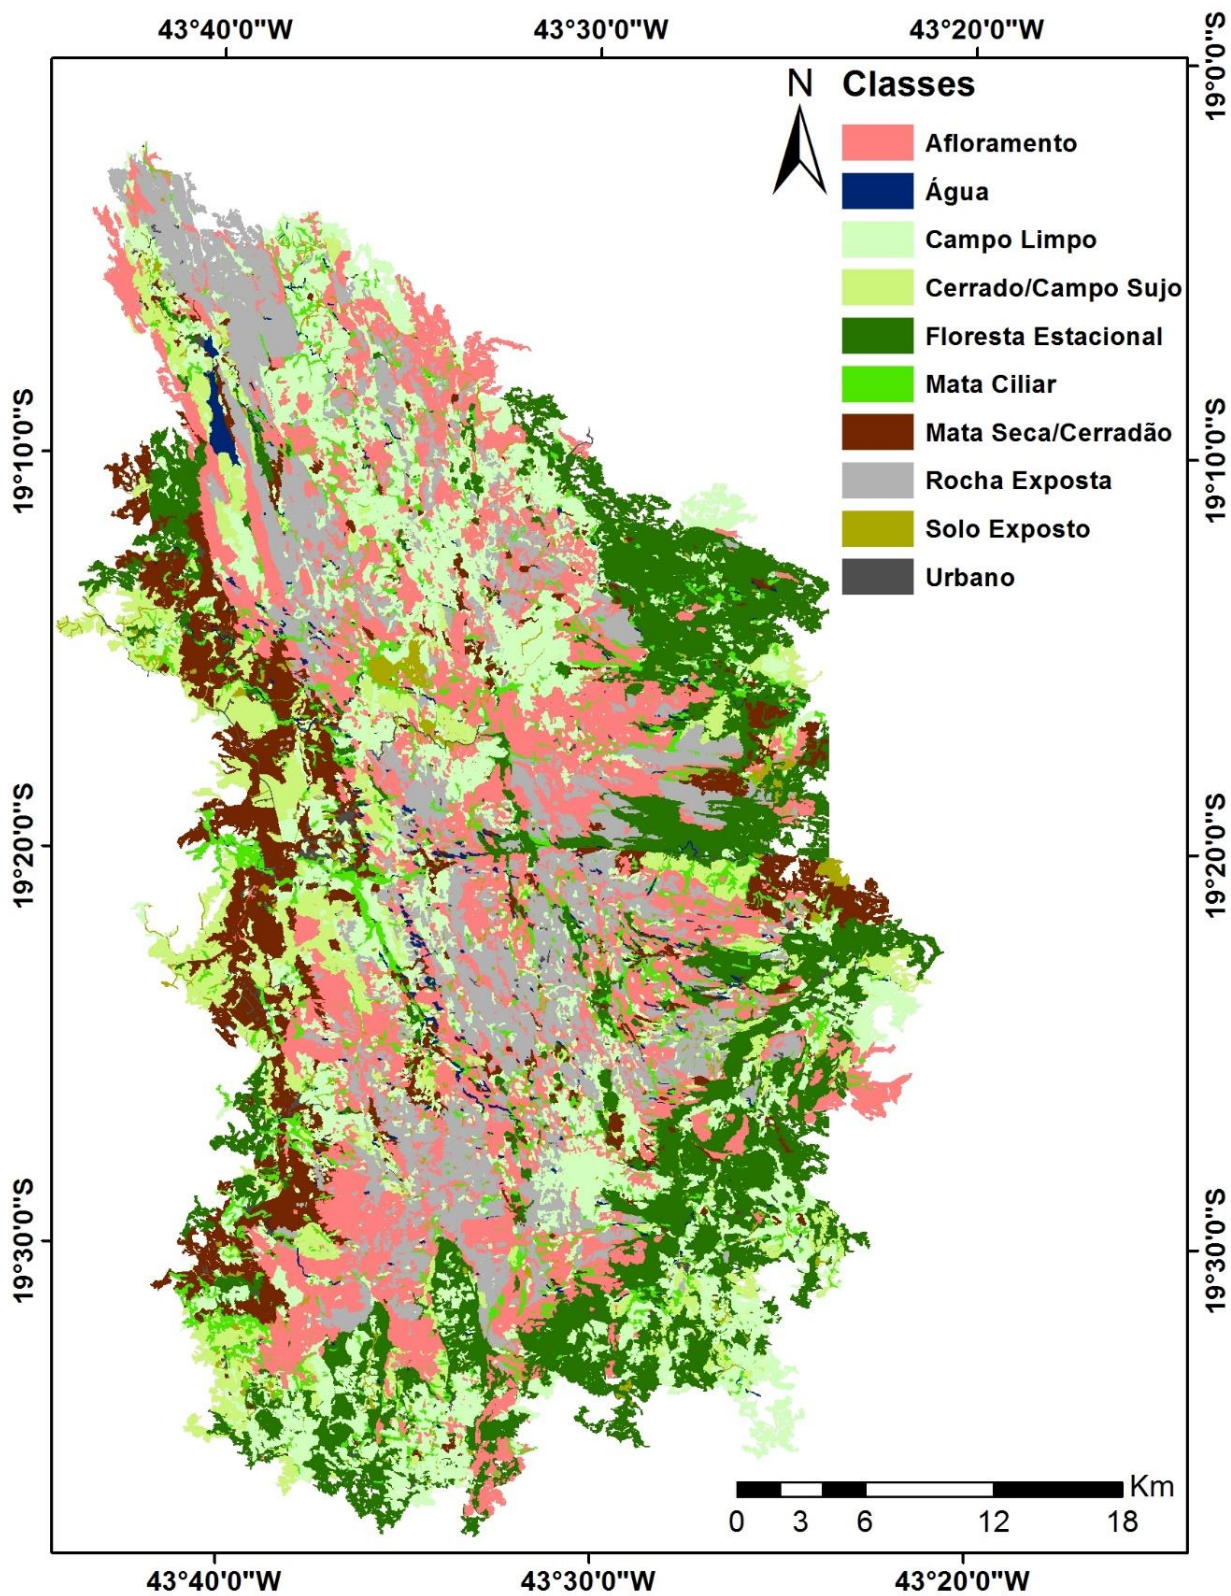 43°40'0"W 43°30'0"W 43°20'0"W
19°0'0"S
N Classes
Afloramento
Água
Campo Limpo
Cerrado/Campo Sujo
Floresta Estacional
Mata Ciliar
Mata Seca/Cerradão
Rocha Exposta
Solo Exposto
Urbano
19°10'0"S 19°10'0"S
19°20'0"S 19°20'0"S
19°30'0"S 19°30'0"S
Km
0 3 6 12 18
43°40'0"W 43°30'0"W 43°20'0"W